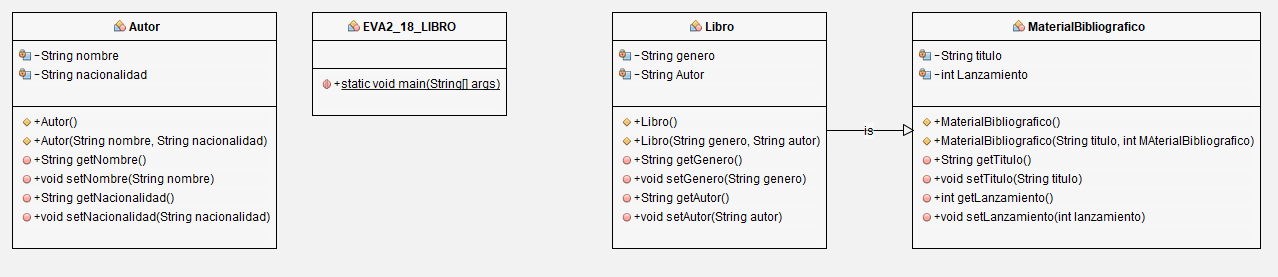 Autor
-String nombre
-String nacionalidad
+Autor()
+Autor(String nombre, String nacionalidad)
+String getNombre()
+void setNombre(String nombre)
+String getNacionalidad()
+void setNacionalidad(String nacionalidad)
EVA2_18_LIBRO
+static void main(String[] args)
Libro
-String genero
-String Autor
+Libro()
+Libro(String genero, String autor)
+String getGenero()
+void setGenero(String genero)
+String getAutor()
+void setAutor(String autor)
is
MaterialBibliografico
-String titulo
-int Lanzamiento
+MaterialBibliografico()
+MaterialBibliografico(String titulo, int MAterialBibliografico)
+String getTitulo()
+void setTitulo(String titulo)
+int getLanzamiento()
+void setLanzamiento(int lanzamiento)